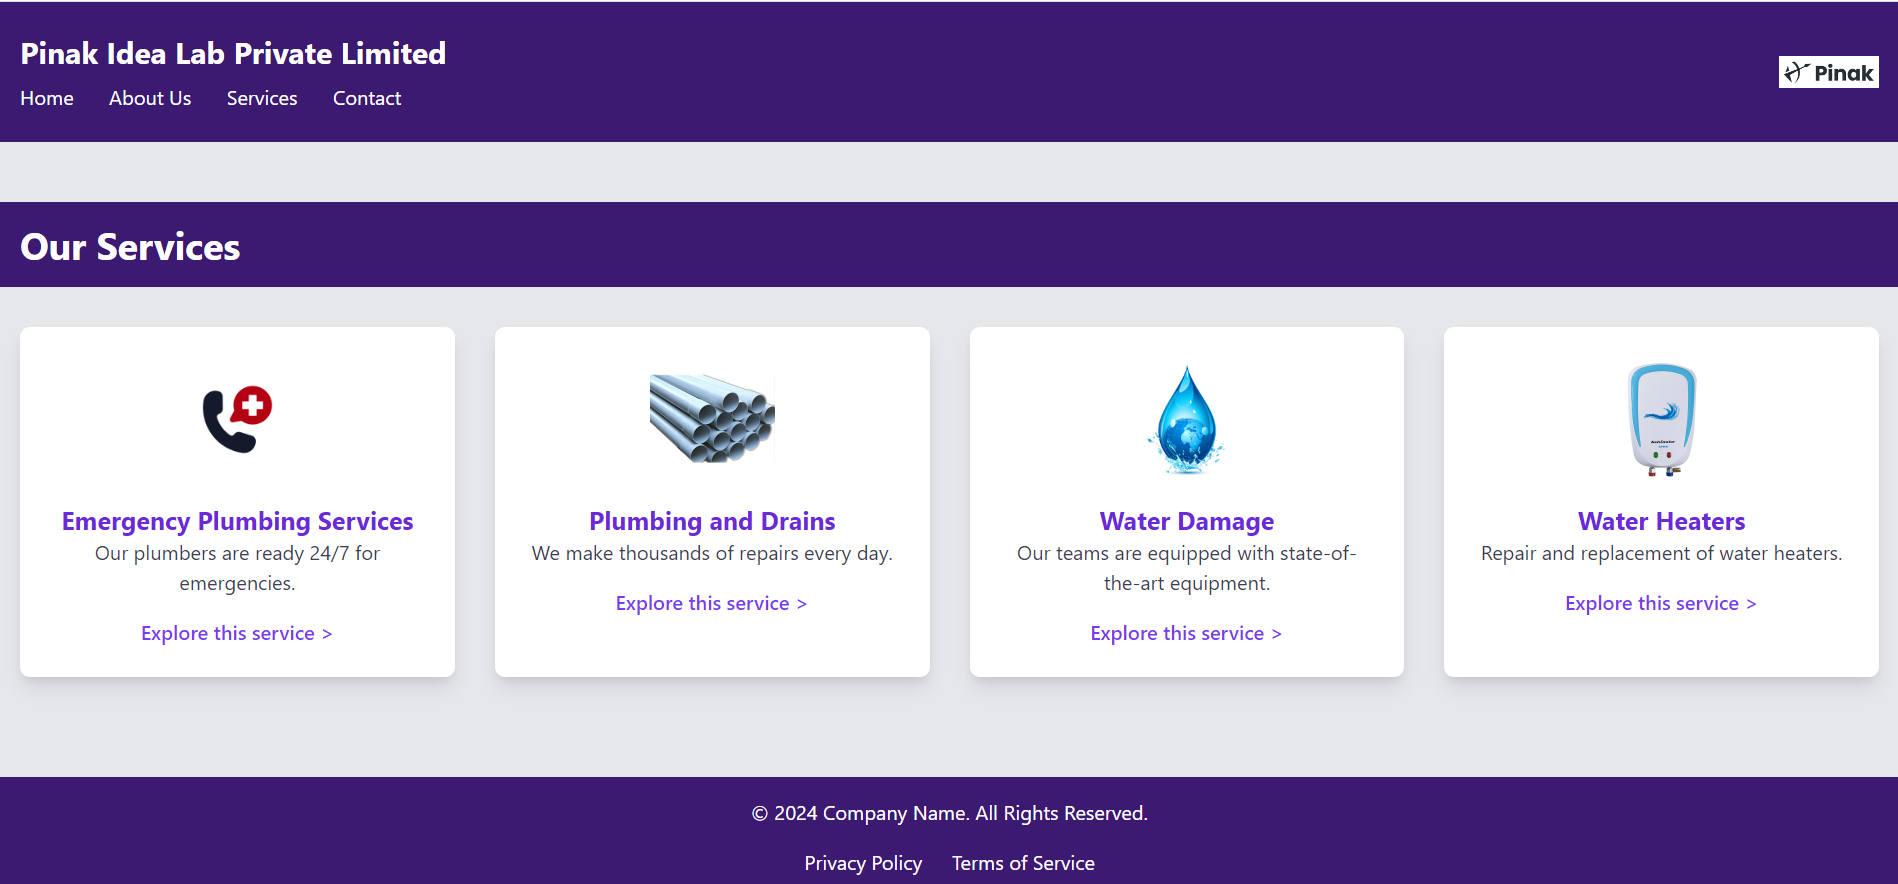 Pinak Idea Lab Private Limited
Home About Us Services Contact
Pinak
Our Services
Emergency Plumbing Services
Our plumbers are ready 24/7 for
emergencies.
Explore this service >
Plumbing and Drains
We make thousands of repairs every day.
Explore this service >
Water Damage
Our teams are equipped with state-of-
the-art equipment.
Explore this service >
Water Heaters
Repair and replacement of water heaters.
Explore this service >
© 2024 Company Name. All Rights Reserved.
Privacy Policy Terms of Service